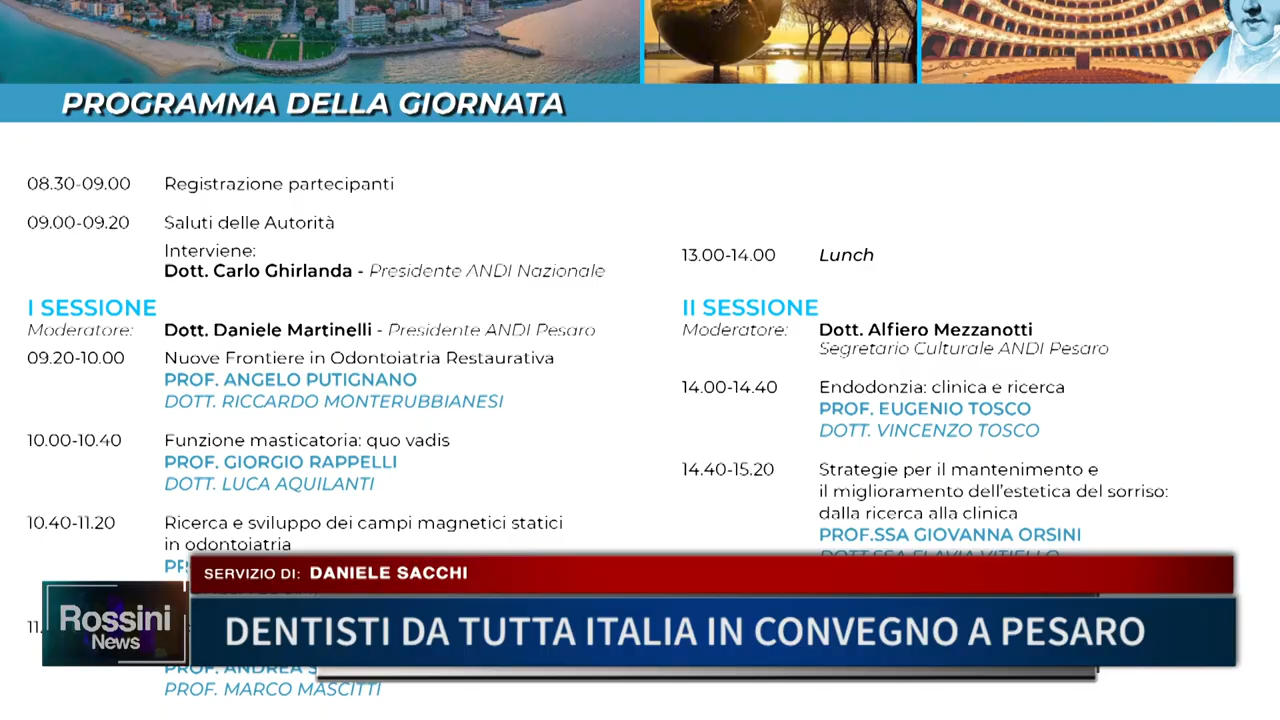 PROGRAMMA DELLA GIORNATA
08.30-09.00 Registrazione partecipanti
09.00-09.20 Saluti delle Autorità
Interviene:
Dott. Carlo Ghirlanda - Presidente ANDI Nazionale
I SESSIONE
Moderatore: Dott. Daniele Martinelli - Presidente ANDI Pesaro
09.20-10.00 Nuove Frontiere in Odontoiatria Restaurativa
PROF. ANGELO PUTIGNANO
DOTT. RICCARDO MONTERUBBIANESI
10.00-10.40 Funzione masticatoria: quo vadis
PROF. GIORGIO RAPPELLI
DOTT. LUCA AQUILANTI
10.40-11.20 Ricerca e sviluppo dei campi magnetici statici
in odontoiatria
PROF. ANDREA
PROF. MARCO MASCITTI
13.00-14.00 Lunch
II SESSIONE
Moderatore: Dott. Alfiero Mezzanotti
Segretario Culturale ANDI Pesaro
14.00-14.40 Endodonzia: clinica e ricerca
PROF. EUGENIO TOSCO
DOTT. VINCENZO TOSCO
14.40-15.20 Strategie per il mantenimento e
il miglioramento dell'estetica del sorriso:
dalla ricerca alla clinica
PROF.SSA GIOVANNA ORSINI
DOTT.SSA FLAVIA VITIELLO
SERVIZIO DI: DANIELE SACCHI
Rossini
News
DENTISTI DA TUTTA ITALIA IN CONVEGNO A PESARO